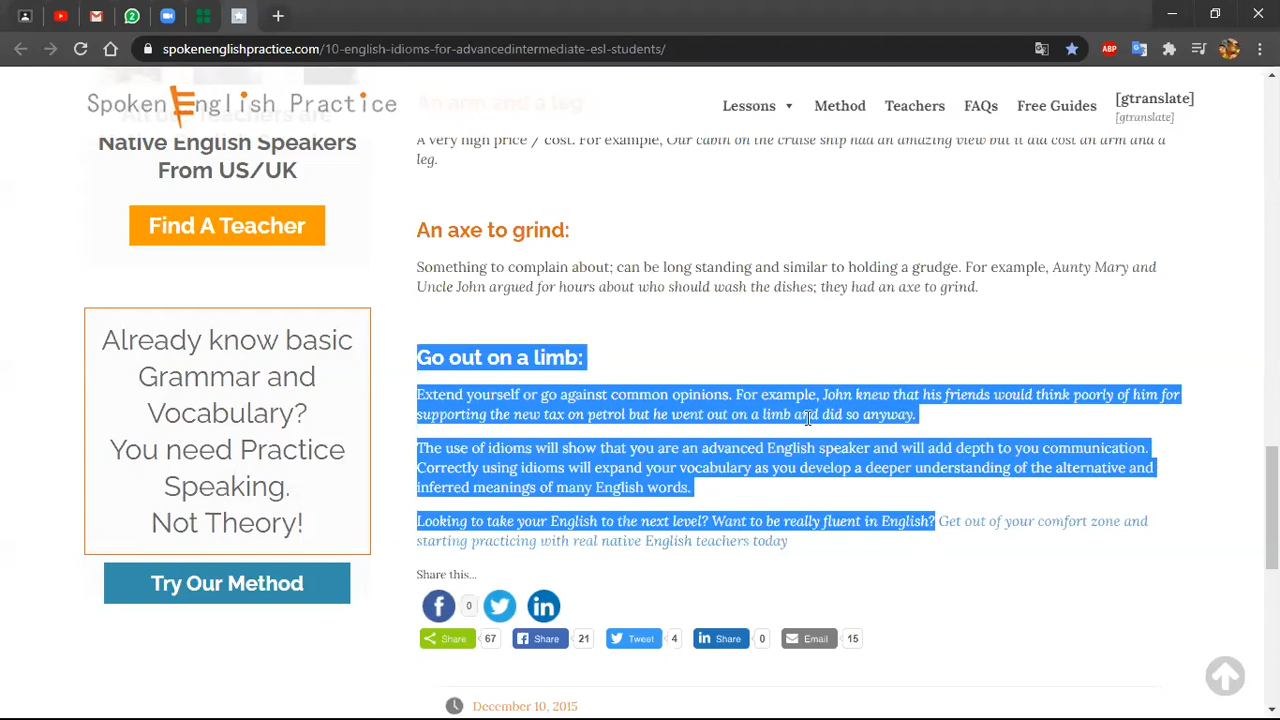 spokenenglishpractice.com/10-english-idioms-for-advancedintermediate-esl-students/
ABP
Spoken English Practice
Lessons
Method
Teachers
FAQs
Free Guides
[gtranslate]
[gtranslate]
Native English Speakers
From US/UK
Find A Teacher
Already know basic
Grammar and
Vocabulary?
You need Practice
Speaking.
Not Theory!
Try Our Method
An arm and a leg
A very high price / cost. For example, Our cabin on the cruise ship had an amazing view but it did cost an arm and a
leg.
An axe to grind:
Something to complain about; can be long standing and similar to holding a grudge. For example, Aunty Mary and
Uncle John argued for hours about who should wash the dishes; they had an axe to grind.
Go out on a limb:
Extend yourself or go against common opinions. For example, John knew that his friends would think poorly of him for
supporting the new tax on petrol but he went out on a limb and did so anyway.
The use of idioms will show that you are an advanced English speaker and will add depth to you communication.
Correctly using idioms will expand your vocabulary as you develop a deeper understanding of the alternative and
inferred meanings of many English words.
Looking to take your English to the next level? Want to be really fluent in English? Get out of your comfort zone and
starting practicing with real native English teachers today
Share this...
0
Share 67
Share 21
Tweet 4
Share 0
Email 15
December 10, 2015